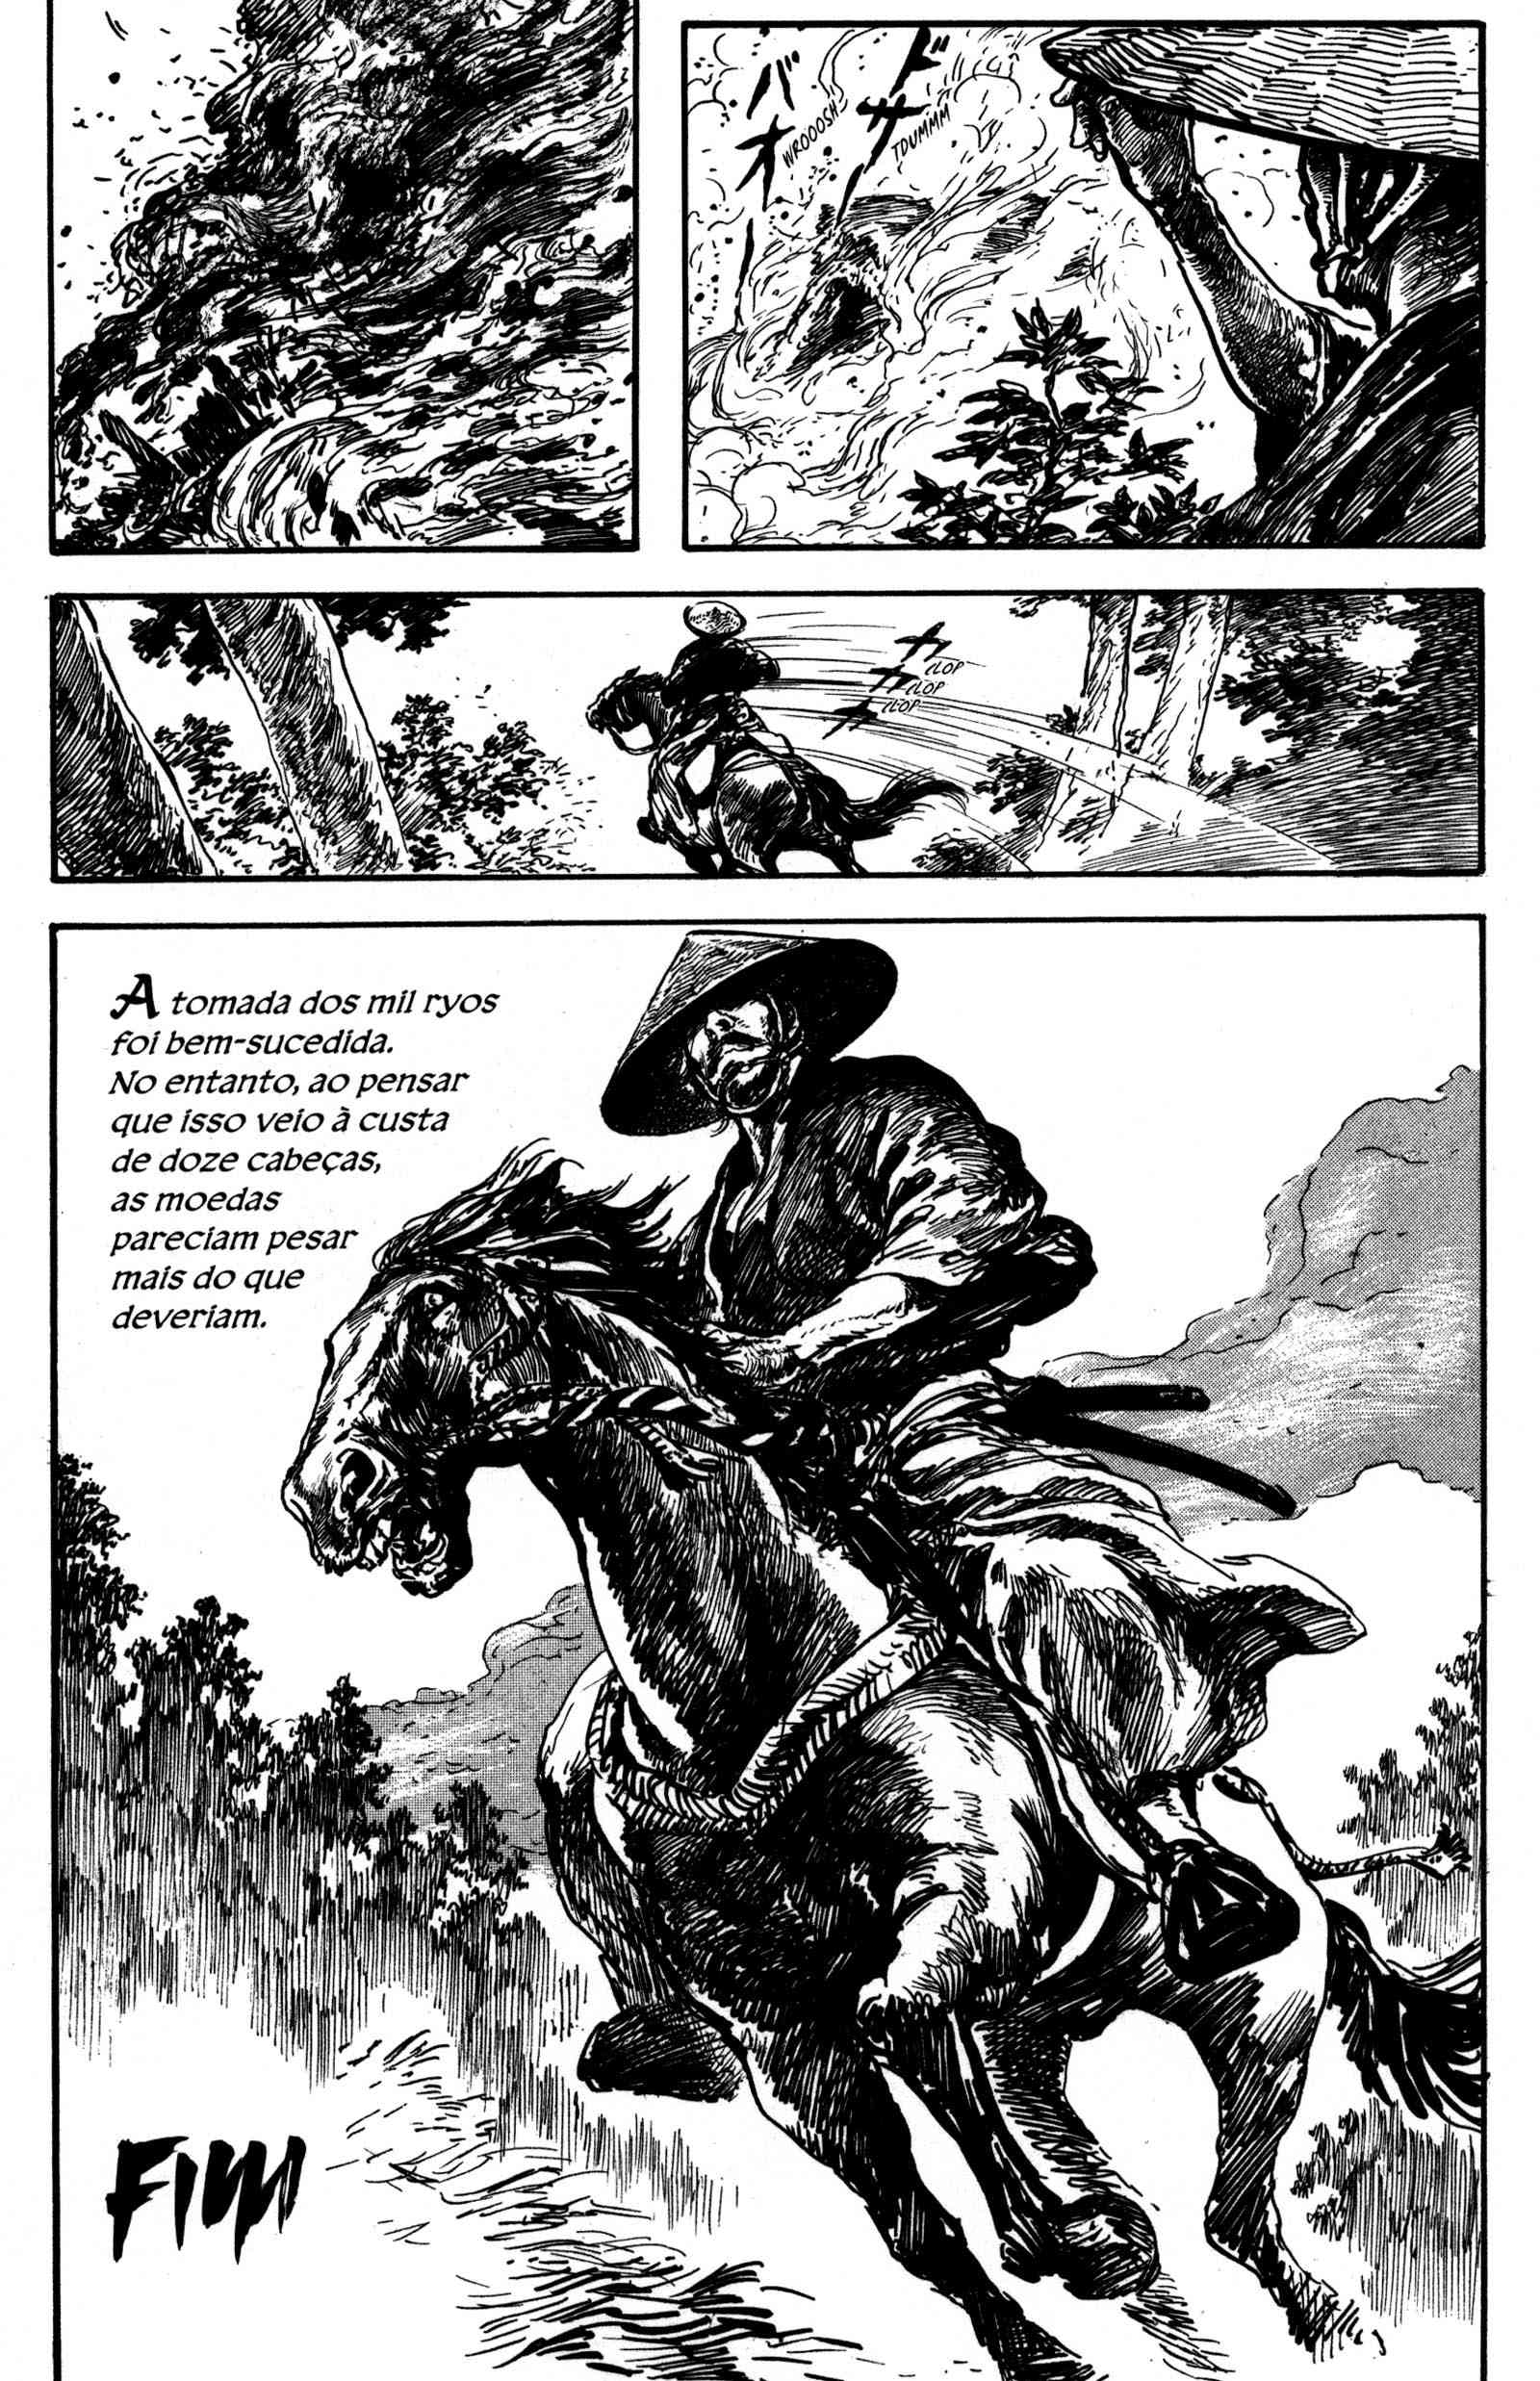 バオ
WROOOSH
ドサ
TDUMMM
カ
カ
カ
CLOP
CLOP
CLOP
A tomada dos mil ryos
foi bem-sucedida.
No entanto, ao pensar
que isso veio à custa
de doze cabeças,
as moedas
pareciam pesar
mais do que
deveriam.
FIM